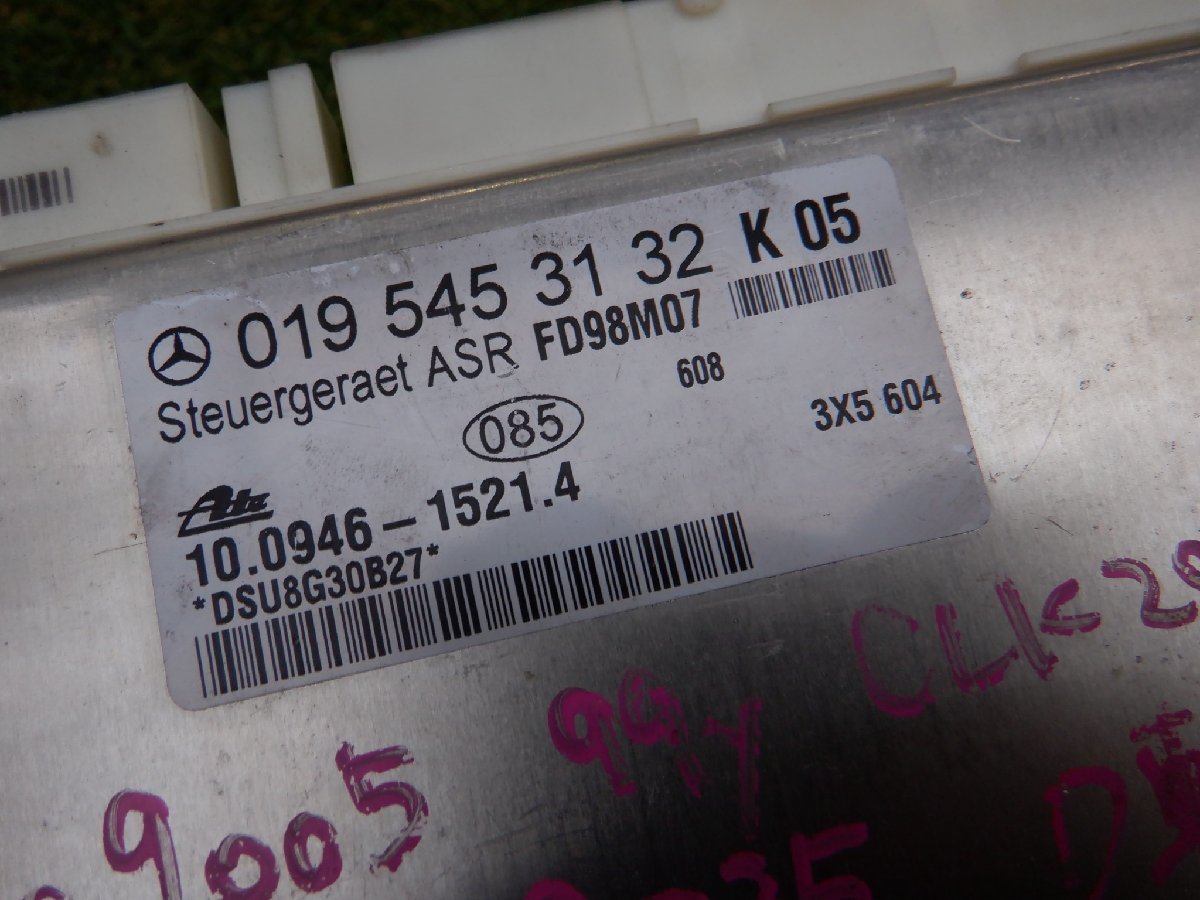 019 545 31 32 K 05
Steuergeraet ASR FD98M07
608
085
3X5 604
Ate
10.0946-1521.4
*DSU8G30B27*
99y CLK
9005